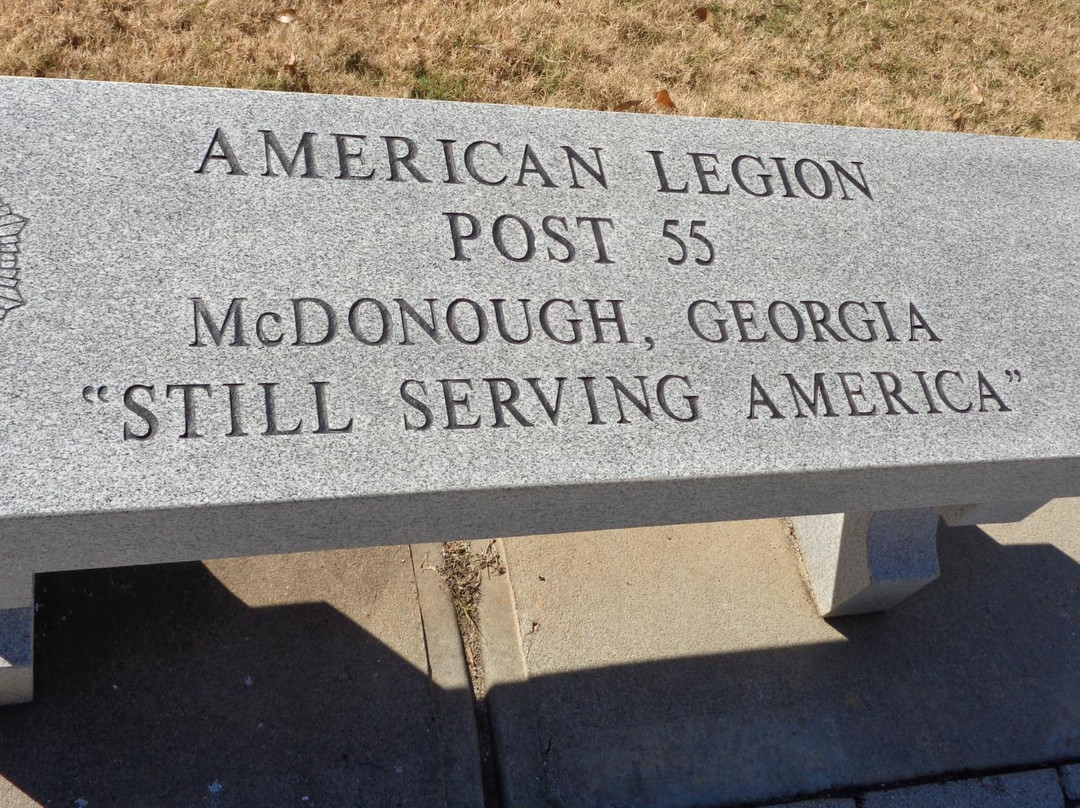 AMERICAN LEGION
POST 55
McDONOUGH, GEORGIA
“STILL SERVING AMERICA”